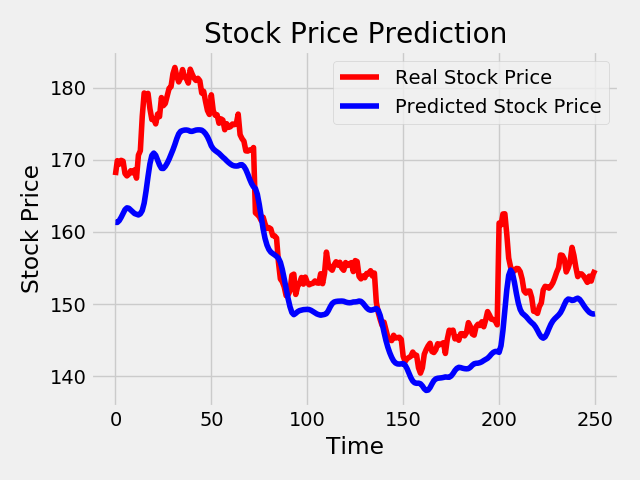 Stock Price Prediction
Real Stock Price
Predicted Stock Price
Stock Price
180
170
160
150
140
0 50 100 150 200 250
Time